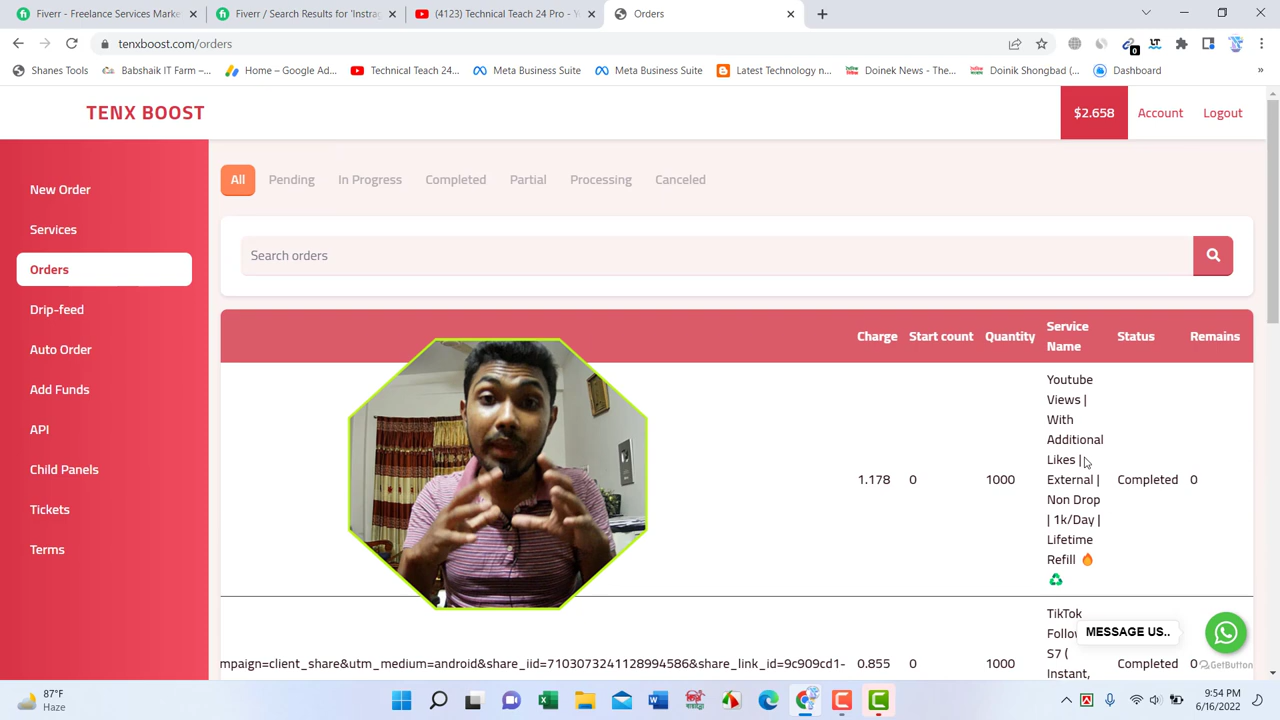 Fiverr - Freelance Services Marke
Fiverr / Search Results for 'Instra
(4123) Technical Teach 24 Pro - Y
Orders
tenxboost.com/orders
0
Shanes Tools
Babshaik IT Farm –...
Home – Google Ad...
Technical Teach 24...
Meta Business Suite
Meta Business Suite
Latest Technology n...
Doinek News - The...
Doinik Shongbad (...
Dashboard
»
TENX BOOST
$2.658
Account
Logout
New Order
Services
Orders
Drip-feed
Auto Order
Add Funds
API
Child Panels
Tickets
Terms
All
Pending
In Progress
Completed
Partial
Processing
Canceled
Search orders
Charge
Start count
Quantity
Service
Name
Status
Remains
Youtube
Views |
With
Additional
Likes |
External |
Non Drop
| 1k/Day |
Lifetime
Refill 🔥
♻
1.178
0
1000
Completed
0
mpaign=client_share&utm_medium=android&share_iid=7103073241128994586&share_link_id=9c909cd1-
0.855
0
1000
TikTok
Follo
S7 (
Instant,
Completed
0
MESSAGE US..
GetButton
87°F
Haze
9:54 PM
6/16/2022